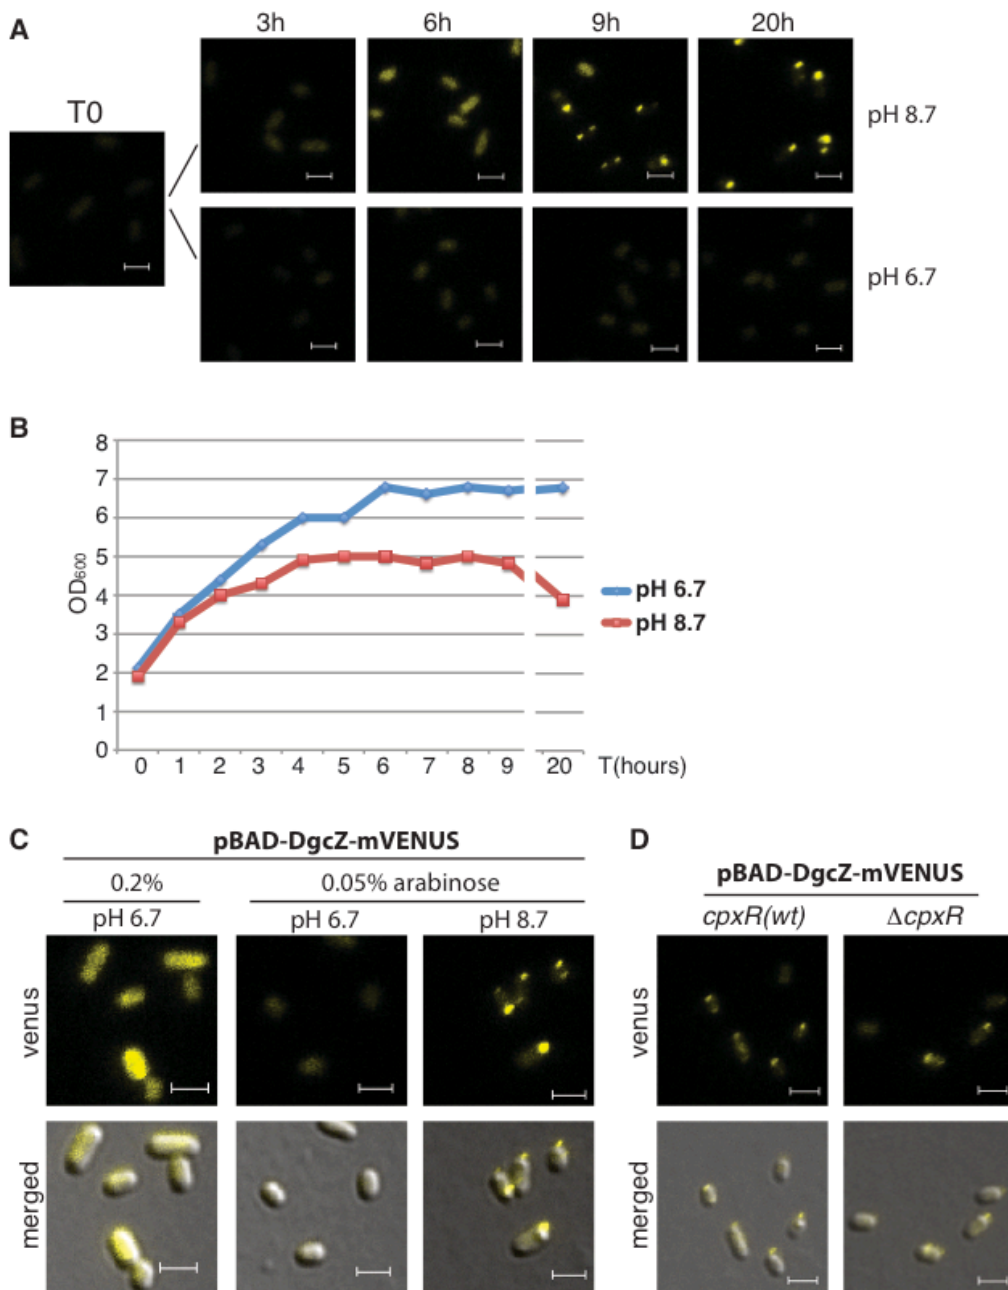 A
3h 6h 9h 20h
T0
pH 8.7
pH 6.7
B
8
7
6
5
4
3
2
1
0
OD600
0 1 2 3 4 5 6 7 8 9 20 T(hours)
pH 6.7
pH 8.7
C
pBAD-DgcZ-mVENUS
0.2% 0.05% arabinose
pH 6.7 pH 6.7 pH 8.7
venus
merged
D
pBAD-DgcZ-mVENUS
cpxR(wt) ΔcpxR
venus
merged